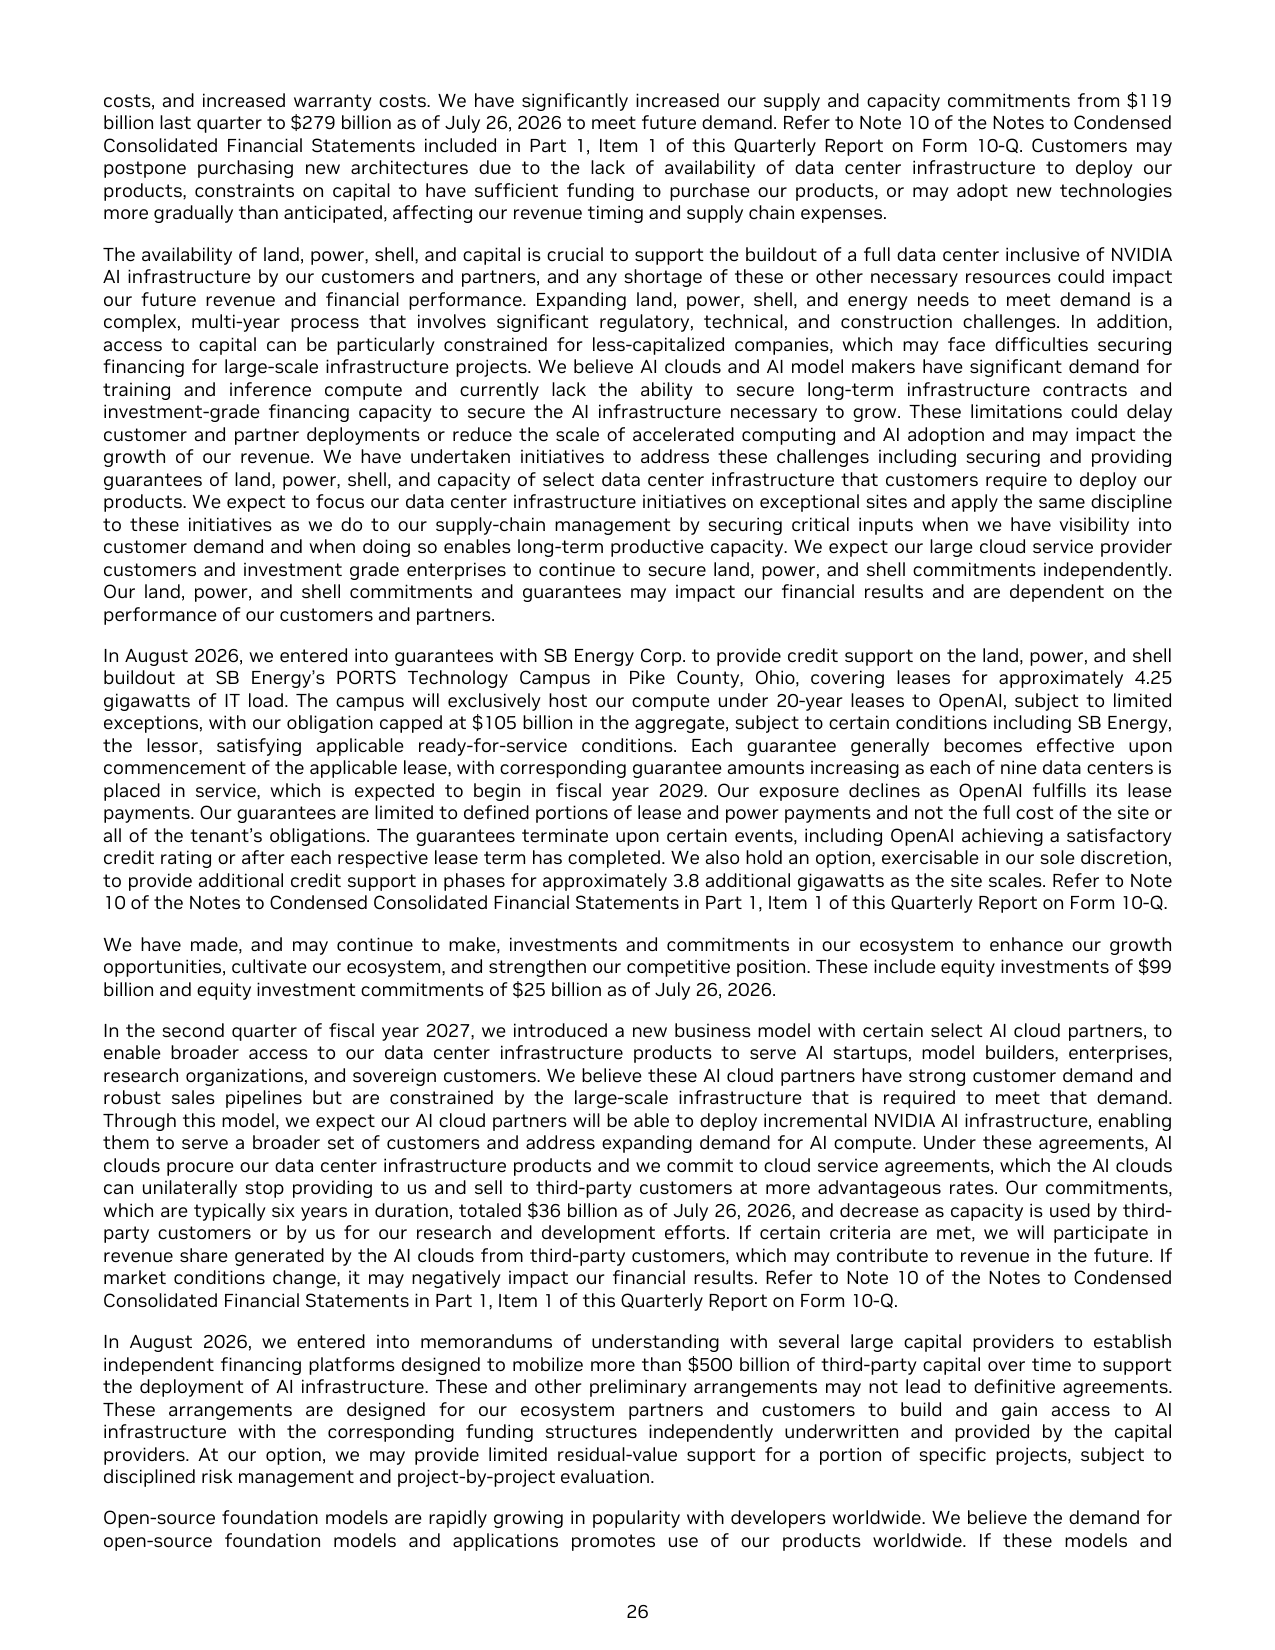 costs, and increased warranty costs. We have significantly increased our supply and capacity commitments from $119
billion last quarter to $279 billion as of July 26, 2026 to meet future demand. Refer to Note 10 of the Notes to Condensed
Consolidated Financial Statements included in Part 1, Item 1 of this Quarterly Report on Form 10-Q. Customers may
postpone purchasing new architectures due to the lack of availability of data center infrastructure to deploy our
products, constraints on capital to have sufficient funding to purchase our products, or may adopt new technologies
more gradually than anticipated, affecting our revenue timing and supply chain expenses.
The availability of land, power, shell, and capital is crucial to support the buildout of a full data center inclusive of NVIDIA
AI infrastructure by our customers and partners, and any shortage of these or other necessary resources could impact
our future revenue and financial performance. Expanding land, power, shell, and energy needs to meet demand is a
complex, multi-year process that involves significant regulatory, technical, and construction challenges. In addition,
access to capital can be particularly constrained for less-capitalized companies, which may face difficulties securing
financing for large-scale infrastructure projects. We believe AI clouds and AI model makers have significant demand for
training and inference compute and currently lack the ability to secure long-term infrastructure contracts and
investment-grade financing capacity to secure the AI infrastructure necessary to grow. These limitations could delay
customer and partner deployments or reduce the scale of accelerated computing and AI adoption and may impact the
growth of our revenue. We have undertaken initiatives to address these challenges including securing and providing
guarantees of land, power, shell, and capacity of select data center infrastructure that customers require to deploy our
products. We expect to focus our data center infrastructure initiatives on exceptional sites and apply the same discipline
to these initiatives as we do to our supply-chain management by securing critical inputs when we have visibility into
customer demand and when doing so enables long-term productive capacity. We expect our large cloud service provider
customers and investment grade enterprises to continue to secure land, power, and shell commitments independently.
Our land, power, and shell commitments and guarantees may impact our financial results and are dependent on the
performance of our customers and partners.
In August 2026, we entered into guarantees with SB Energy Corp. to provide credit support on the land, power, and shell
buildout at SB Energy’s PORTS Technology Campus in Pike County, Ohio, covering leases for approximately 4.25
gigawatts of IT load. The campus will exclusively host our compute under 20-year leases to OpenAI, subject to limited
exceptions, with our obligation capped at $105 billion in the aggregate, subject to certain conditions including SB Energy,
the lessor, satisfying applicable ready-for-service conditions. Each guarantee generally becomes effective upon
commencement of the applicable lease, with corresponding guarantee amounts increasing as each of nine data centers is
placed in service, which is expected to begin in fiscal year 2029. Our exposure declines as OpenAI fulfills its lease
payments. Our guarantees are limited to defined portions of lease and power payments and not the full cost of the site or
all of the tenant’s obligations. The guarantees terminate upon certain events, including OpenAI achieving a satisfactory
credit rating or after each respective lease term has completed. We also hold an option, exercisable in our sole discretion,
to provide additional credit support in phases for approximately 3.8 additional gigawatts as the site scales. Refer to Note
10 of the Notes to Condensed Consolidated Financial Statements in Part 1, Item 1 of this Quarterly Report on Form 10-Q.
We have made, and may continue to make, investments and commitments in our ecosystem to enhance our growth
opportunities, cultivate our ecosystem, and strengthen our competitive position. These include equity investments of $99
billion and equity investment commitments of $25 billion as of July 26, 2026.
In the second quarter of fiscal year 2027, we introduced a new business model with certain select AI cloud partners, to
enable broader access to our data center infrastructure products to serve AI startups, model builders, enterprises,
research organizations, and sovereign customers. We believe these AI cloud partners have strong customer demand and
robust sales pipelines but are constrained by the large-scale infrastructure that is required to meet that demand.
Through this model, we expect our AI cloud partners will be able to deploy incremental NVIDIA AI infrastructure, enabling
them to serve a broader set of customers and address expanding demand for AI compute. Under these agreements, AI
clouds procure our data center infrastructure products and we commit to cloud service agreements, which the AI clouds
can unilaterally stop providing to us and sell to third-party customers at more advantageous rates. Our commitments,
which are typically six years in duration, totaled $36 billion as of July 26, 2026, and decrease as capacity is used by third-
party customers or by us for our research and development efforts. If certain criteria are met, we will participate in
revenue share generated by the AI clouds from third-party customers, which may contribute to revenue in the future. If
market conditions change, it may negatively impact our financial results. Refer to Note 10 of the Notes to Condensed
Consolidated Financial Statements in Part 1, Item 1 of this Quarterly Report on Form 10-Q.
In August 2026, we entered into memorandums of understanding with several large capital providers to establish
independent financing platforms designed to mobilize more than $500 billion of third-party capital over time to support
the deployment of AI infrastructure. These and other preliminary arrangements may not lead to definitive agreements.
These arrangements are designed for our ecosystem partners and customers to build and gain access to AI
infrastructure with the corresponding funding structures independently underwritten and provided by the capital
providers. At our option, we may provide limited residual-value support for a portion of specific projects, subject to
disciplined risk management and project-by-project evaluation.
Open-source foundation models are rapidly growing in popularity with developers worldwide. We believe the demand for
open-source foundation models and applications promotes use of our products worldwide. If these models and
26